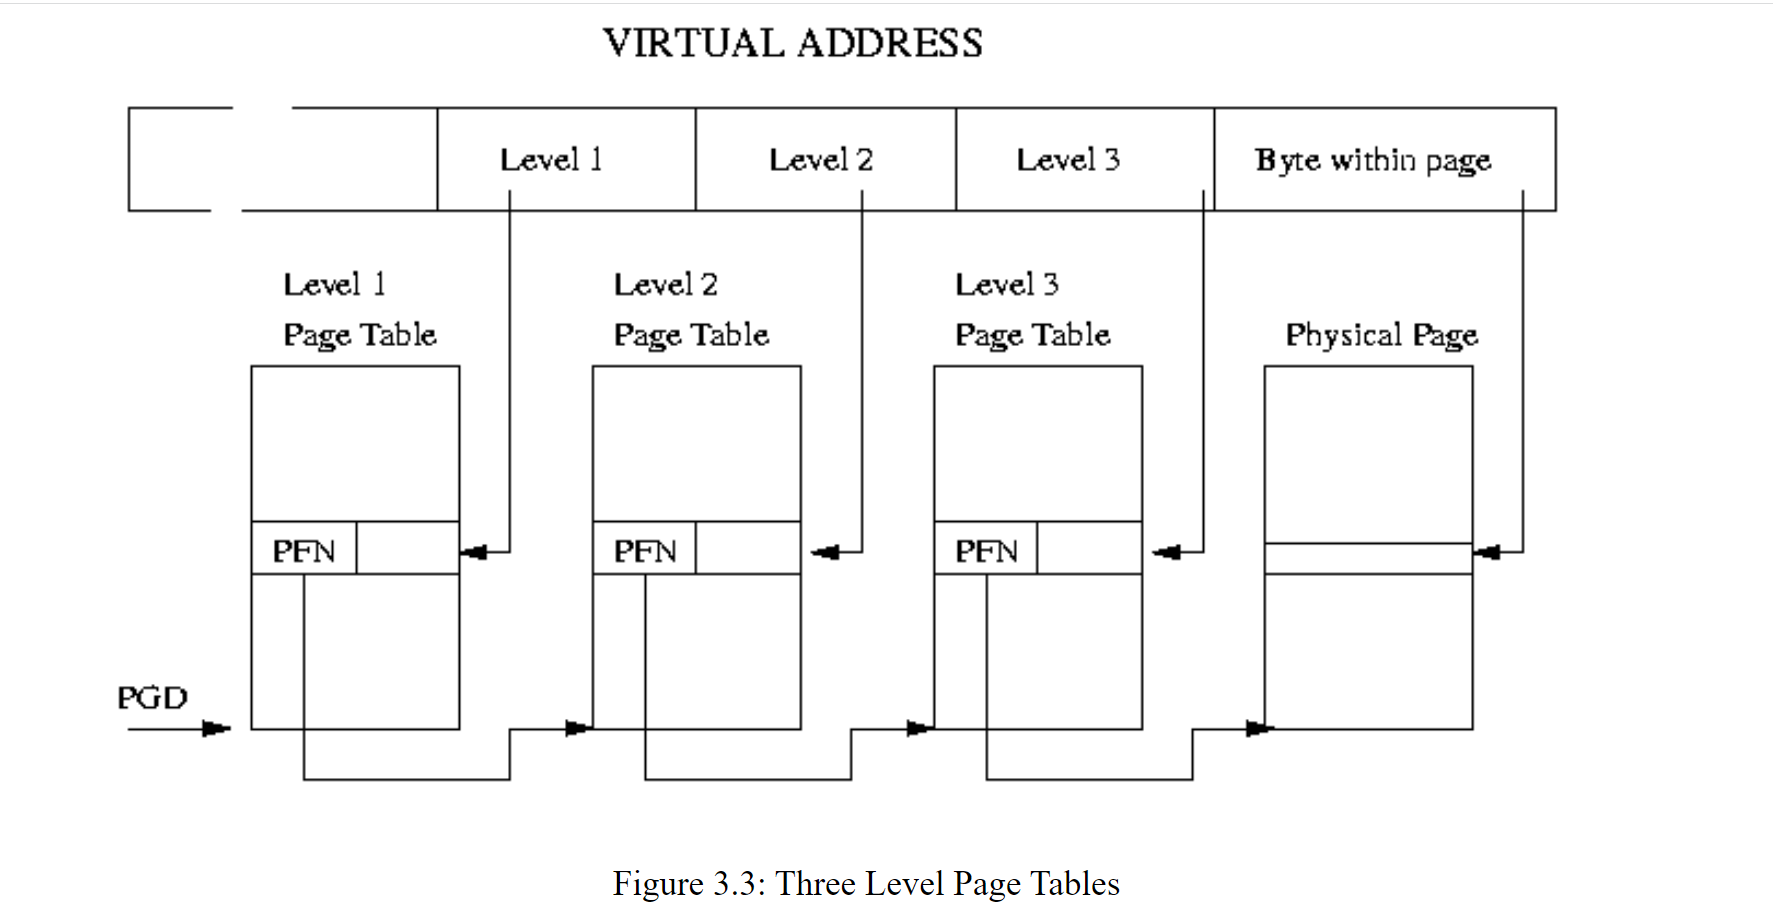 VIRTUAL ADDRESS
Level 1
Level 2
Level 3
Byte within page
Level 1
Page Table
Level 2
Page Table
Level 3
Page Table
Physical Page
PFN
PFN
PFN
PGD
Figure 3.3: Three Level Page Tables